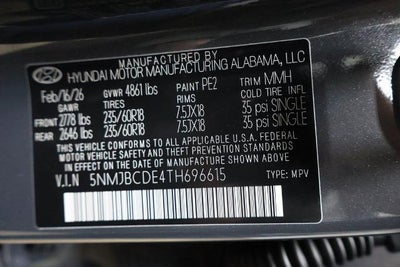 MANUFACTURED BY
HYUNDAI MOTOR MANUFACTURING ALABAMA, LLC
Feb/16/26 GVWR 4861 lbs PAINT PE2 TRIM MMH
GAWR TIRES RIMS COLD TIRE INFL
FRONT 2778 lbs 235/60R18 7.5JX18 35 psi SINGLE
REAR 2646 lbs 235/60R18 7.5JX18 35 psi SINGLE
THIS VEHICLE CONFORMS TO ALL APPLICABLE U.S.A. FEDERAL
MOTOR VEHICLE SAFETY AND THEFT PREVENTION STANDARDS
IN EFFECT ON THE DATE OF MANUFACTURE SHOWN ABOVE.
V.I.N 5NMJBCDE4TH696615 TYPE: MPV